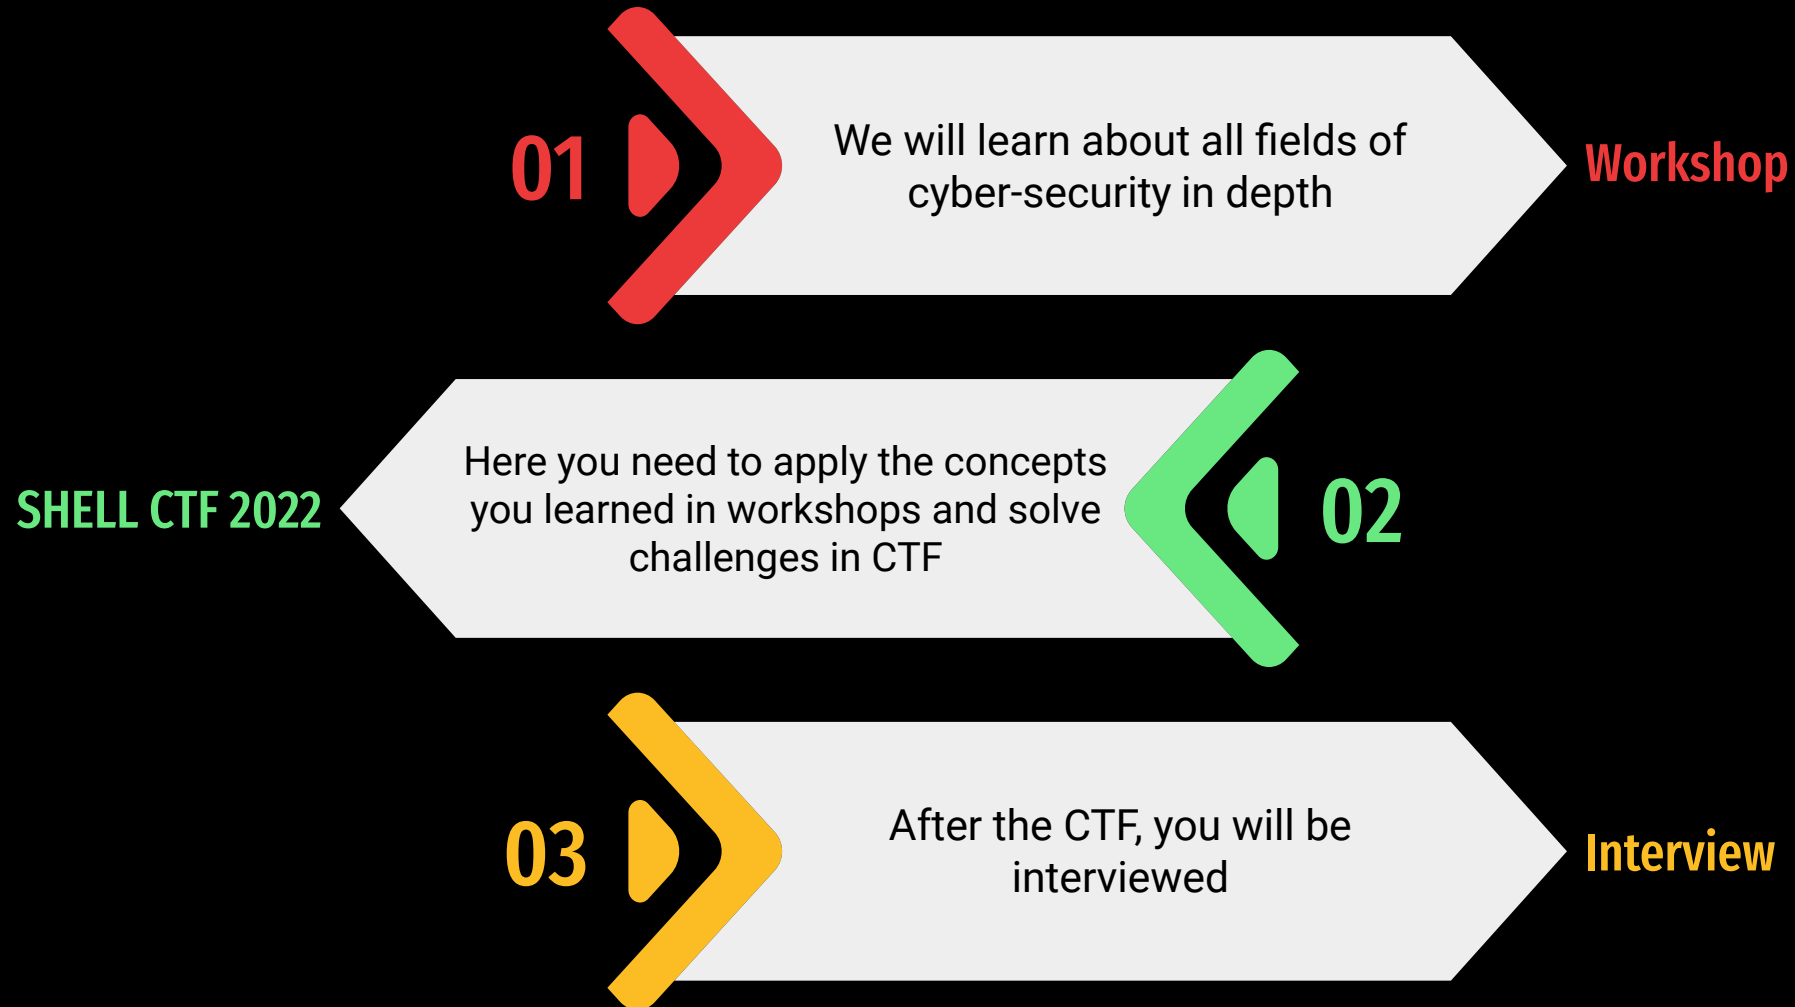 01
We will learn about all fields of
cyber-security in depth
Workshop
SHELL CTF 2022
Here you need to apply the concepts
you learned in workshops and solve
challenges in CTF
02
03
After the CTF, you will be
interviewed
Interview